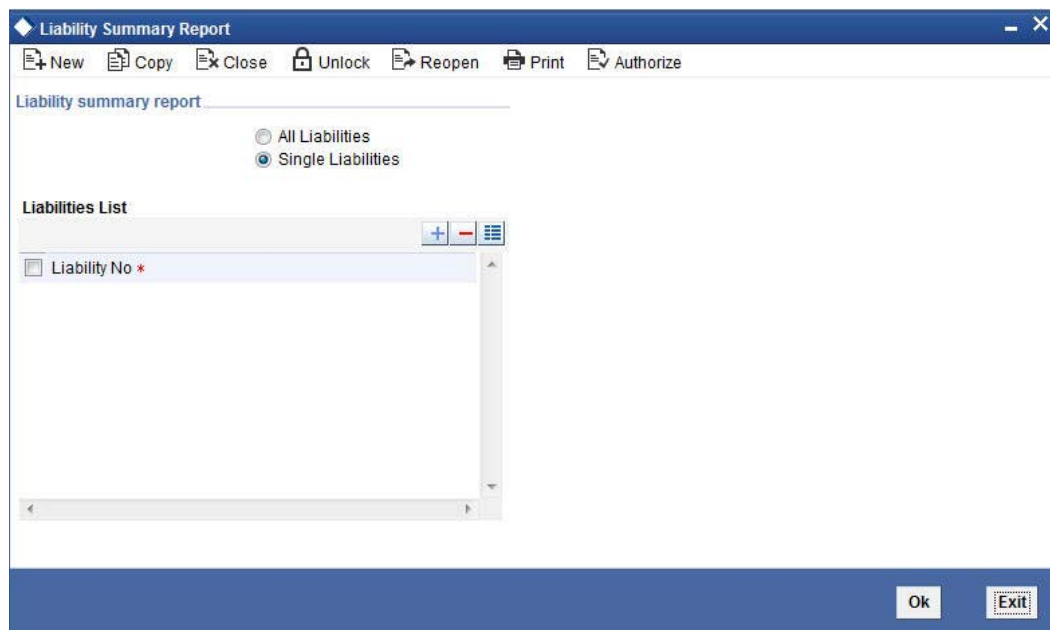 Liability Summary Report
New Copy Close Unlock Reopen Print Authorize
Liability summary report
All Liabilities
Single Liabilities
Liabilities List
Liability No *
Ok Exit